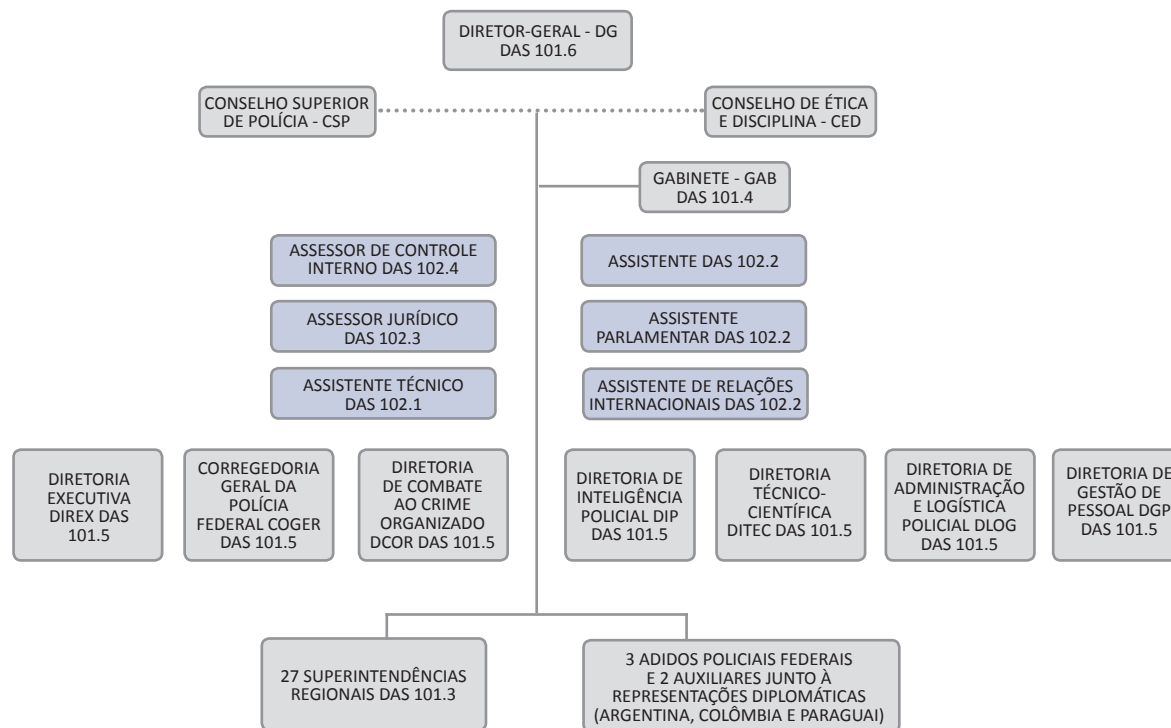 DIRETOR-GERAL - DG
DAS 101.6
CONSELHO SUPERIOR
DE POLÍCIA - CSP
CONSELHO DE ÉTICA
E DISCIPLINA - CED
GABINETE - GAB
DAS 101.4
ASSESSOR DE CONTROLE
INTERNO DAS 102.4
ASSISTENTE DAS 102.2
ASSESSOR JURÍDICO
DAS 102.3
ASSISTENTE
PARLAMENTAR DAS 102.2
ASSISTENTE TÉCNICO
DAS 102.1
ASSISTENTE DE RELAÇÕES
INTERNACIONAIS DAS 102.2
DIRETORIA
EXECUTIVA
DIREX DAS
101.5
CORREGEDORIA
GERAL DA
POLÍCIA
FEDERAL COGER
DAS 101.5
DIRETORIA
DE COMBATE
AO CRIME
ORGANIZADO
DCOR DAS 101.5
DIRETORIA DE
INTELIGÊNCIA
POLICIAL DIP
DAS 101.5
DIRETORIA
TÉCNICO-
CIENTÍFICA
DITEC DAS 101.5
DIRETORIA DE
ADMINISTRAÇÃO
E LOGÍSTICA
POLICIAL DLOG
DAS 101.5
DIRETORIA DE
GESTÃO DE
PESSOAL DGP
DAS 101.5
27 SUPERINTENDÊNCIAS
REGIONAIS DAS 101.3
3 ADIDOS POLICIAIS FEDERAIS
E 2 AUXILIARES JUNTO À
REPRESENTAÇÕES DIPLOMÁTICAS
(ARGENTINA, COLÔMBIA E PARAGUAI)